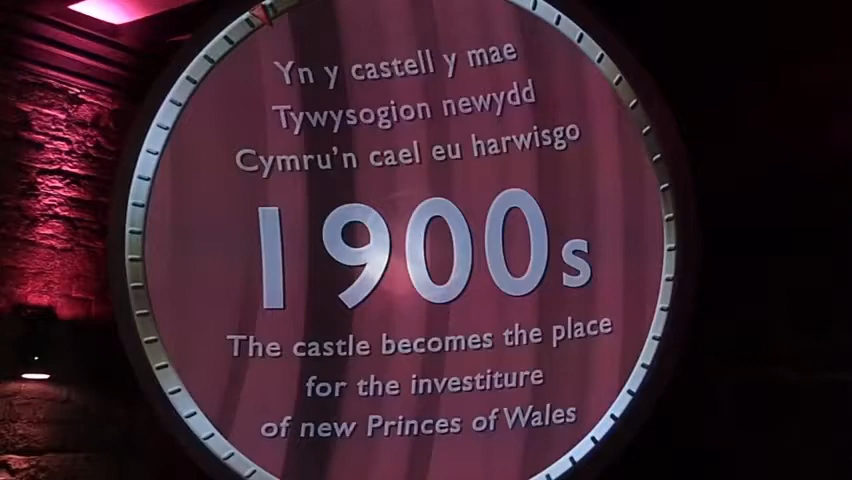 Yn y castell y mae
Tywysogion newydd
Cymru'n cael eu harwisgo
1900s
The castle becomes the place
for the investiture
of new Princes of Wales